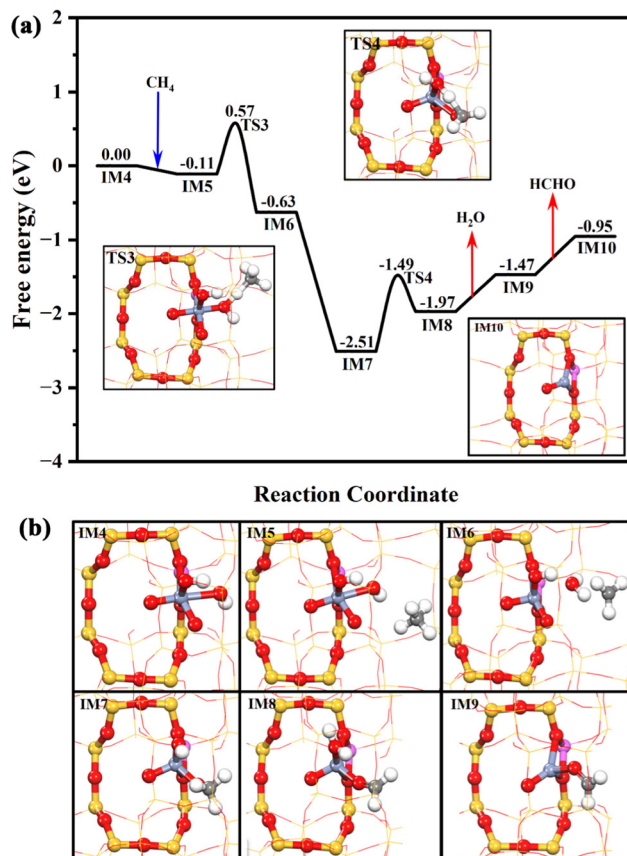 (a)
2
1
0
−1
−2
−3
−4
Free energy (eV)
CH4
0.00
IM4
-0.11
IM5
0.57
TS3
-0.63
IM6
−2.51
IM7
−1.49
TS4
−1.97
IM8
H2O
−1.47
IM9
HCHO
−0.95
IM10
TS3
TS4
IM10
Reaction Coordinate
(b)
IM4
IM5
IM6
IM7
IM8
IM9